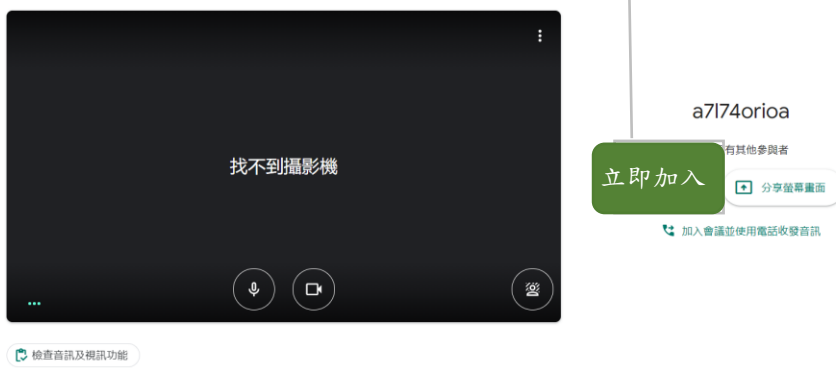 找不到攝影機
檢查音訊及視訊功能
a7l74orioa
有其他參與者
立即加入
分享螢幕畫面
加入會議並使用電話收發音訊